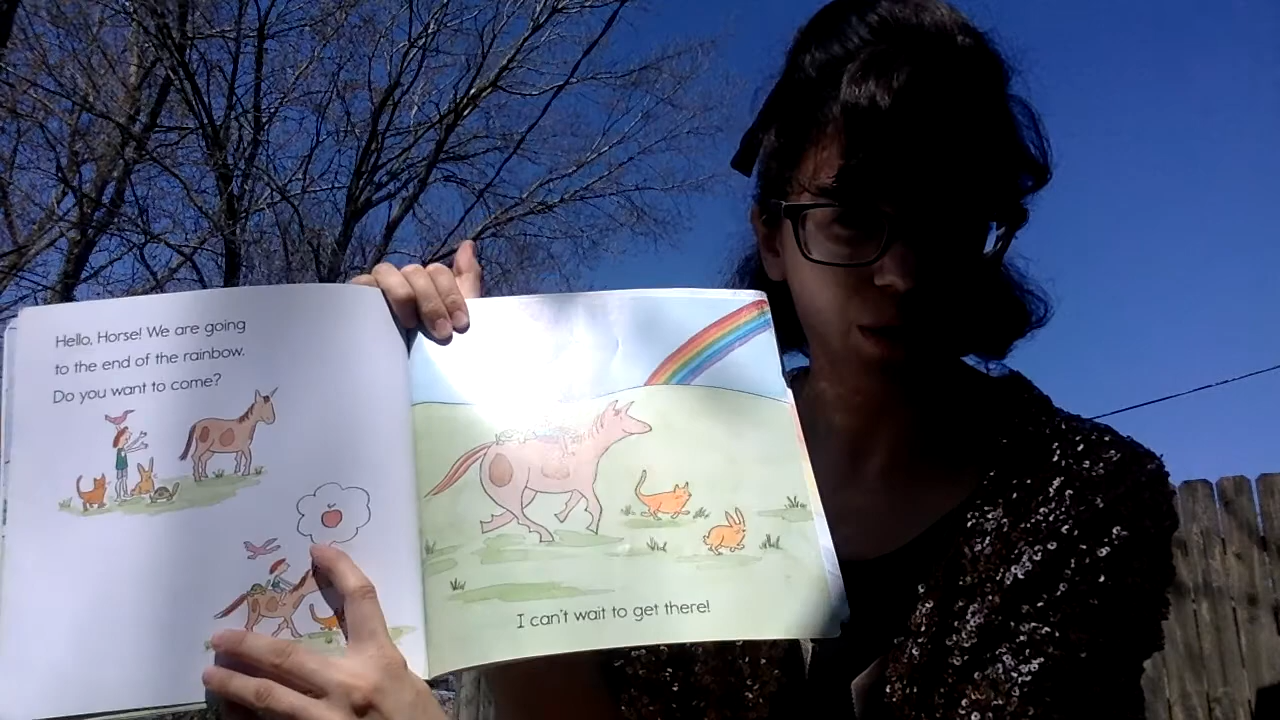 Hello, Horse! We are going
to the end of the rainbow.
Do you want to come?
I can't wait to get there!